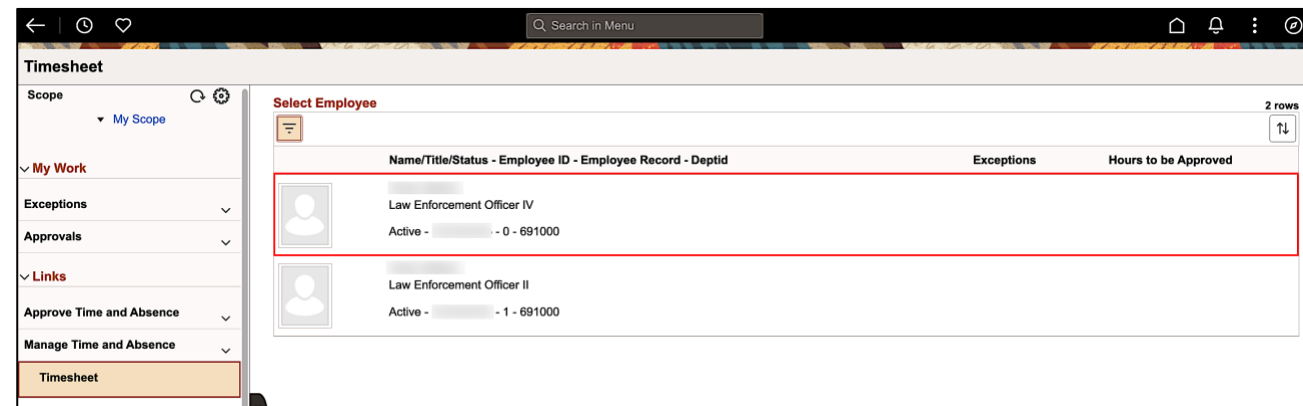 Search in Menu
Timesheet
Scope
My Scope
My Work
Exceptions
Approvals
Links
Approve Time and Absence
Manage Time and Absence
Timesheet
Select Employee
2 rows
Name/Title/Status - Employee ID - Employee Record - Deptid Exceptions Hours to be Approved
Law Enforcement Officer IV
Active - - 0 - 691000
Law Enforcement Officer II
Active - - 1 - 691000